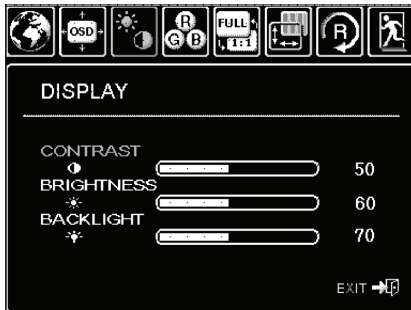 OSD
R
G B
FULL
1:1
R
DISPLAY
CONTRAST
50
BRIGHTNESS
60
BACKLIGHT
70
EXIT